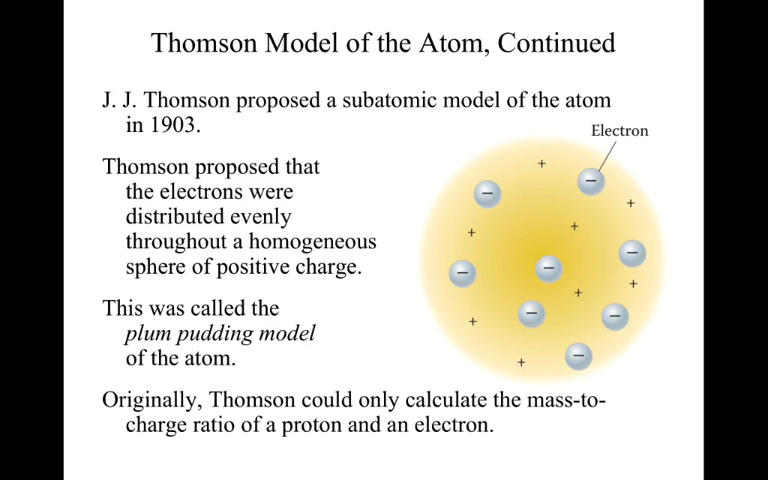 Thomson Model of the Atom, Continued
J. J. Thomson proposed a subatomic model of the atom
in 1903.
Electron
Thomson proposed that
the electrons were
distributed evenly
throughout a homogeneous
sphere of positive charge.
This was called the
plum pudding model
of the atom.
Originally, Thomson could only calculate the mass-to-
charge ratio of a proton and an electron.